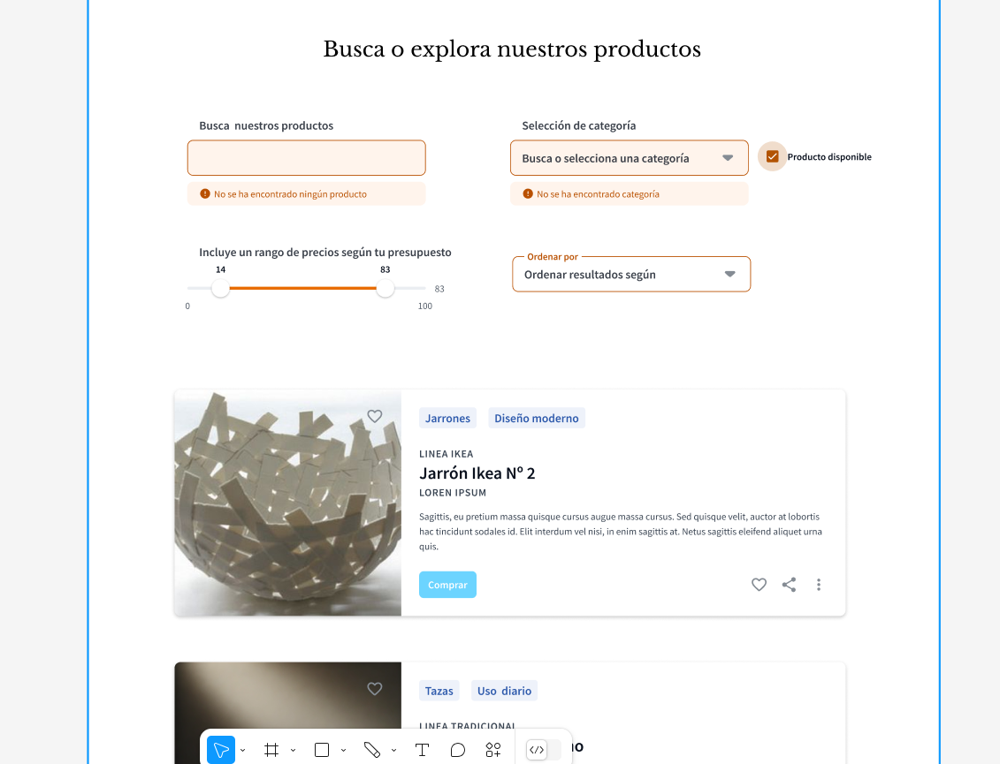 Busca o explora nuestros productos
Busca  nuestros productos
No se ha encontrado ningún producto
Selección de categoría
Busca o selecciona una categoría
No se ha encontrado categoría
Producto disponible
Incluye un rango de precios según tu presupuesto
14
83
83
0
100
Ordenar por
Ordenar resultados según
Jarrones
Diseño moderno
LINEA IKEA
Jarrón Ikea Nº 2
LOREM IPSUM
Sagittis, eu pretium massa quisque cursus augue massa cursus. Sed quisque velit, auctor at lobortis
hac tincidunt sodales id. Elit interdum vel nisi, in enim sagittis at. Netus sagittis eleifend aliquet urna
quis.
Comprar
Tazas
Uso  diario
LINEA TRADICIONAL